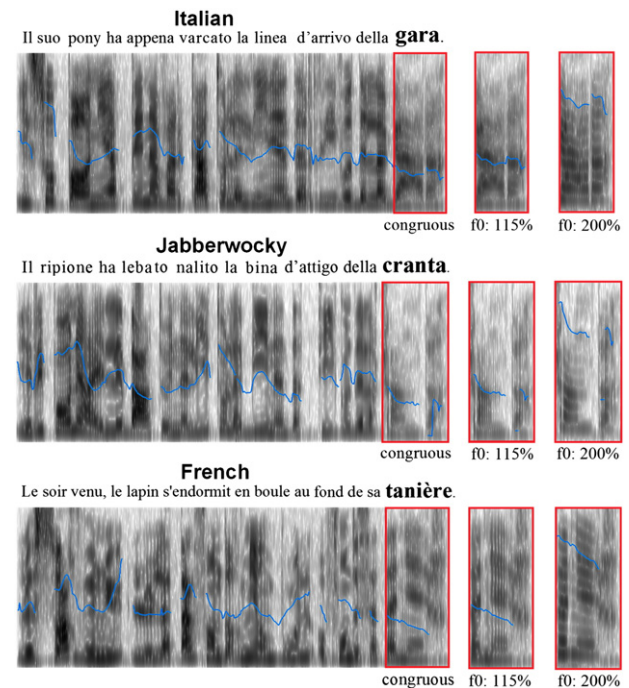 Italian
Il suo pony ha appena varcato la linea d'arrivo della gara.
congruous f0: 115% f0: 200%
Jabberwocky
Il ripione ha lebato nalito la bina d'attigo della cranta.
congruous f0: 115% f0: 200%
French
Le soir venu, le lapin s'endormit en boule au fond de sa tanière.
congruous f0: 115% f0: 200%